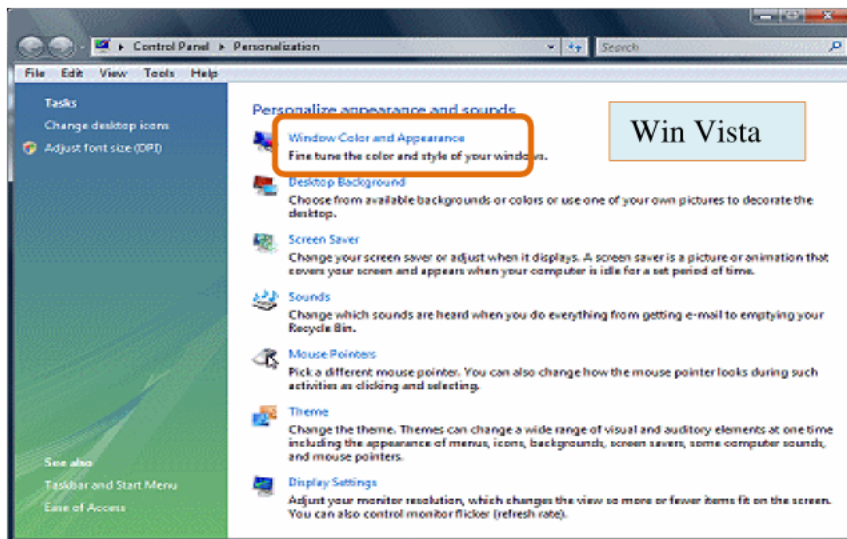 Control Panel Personalization Search
File Edit View Tools Help
Tasks
Change desktop icons
Adjust font size (DPI)
See also
Taskbar and Start Menu
Ease of Access
Personalize appearance and sounds
Window Color and Appearance
Fine tune the color and style of your windows.
Win Vista
Desktop Background
Choose from available backgrounds or colors or use one of your own pictures to decorate the
desktop.
Screen Saver
Change your screen saver or adjust when it displays. A screen saver is a picture or animation that
covers your screen and appears when your computer is idle for a set period of time.
Sounds
Change which sounds are heard when you do everything from getting e-mail to emptying your
Recycle Bin.
Mouse Pointers
Pick a different mouse pointer. You can also change how the mouse pointer looks during such
activities as clicking and selecting.
Theme
Change the theme. Themes can change a wide range of visual and auditory elements at one time
including the appearance of menus, icons, backgrounds, screen savers, some computer sounds,
and mouse pointers.
Display Settings
Adjust your monitor resolution, which changes the view so more or fewer items fit on the screen.
You can also control monitor flicker (refresh rate).